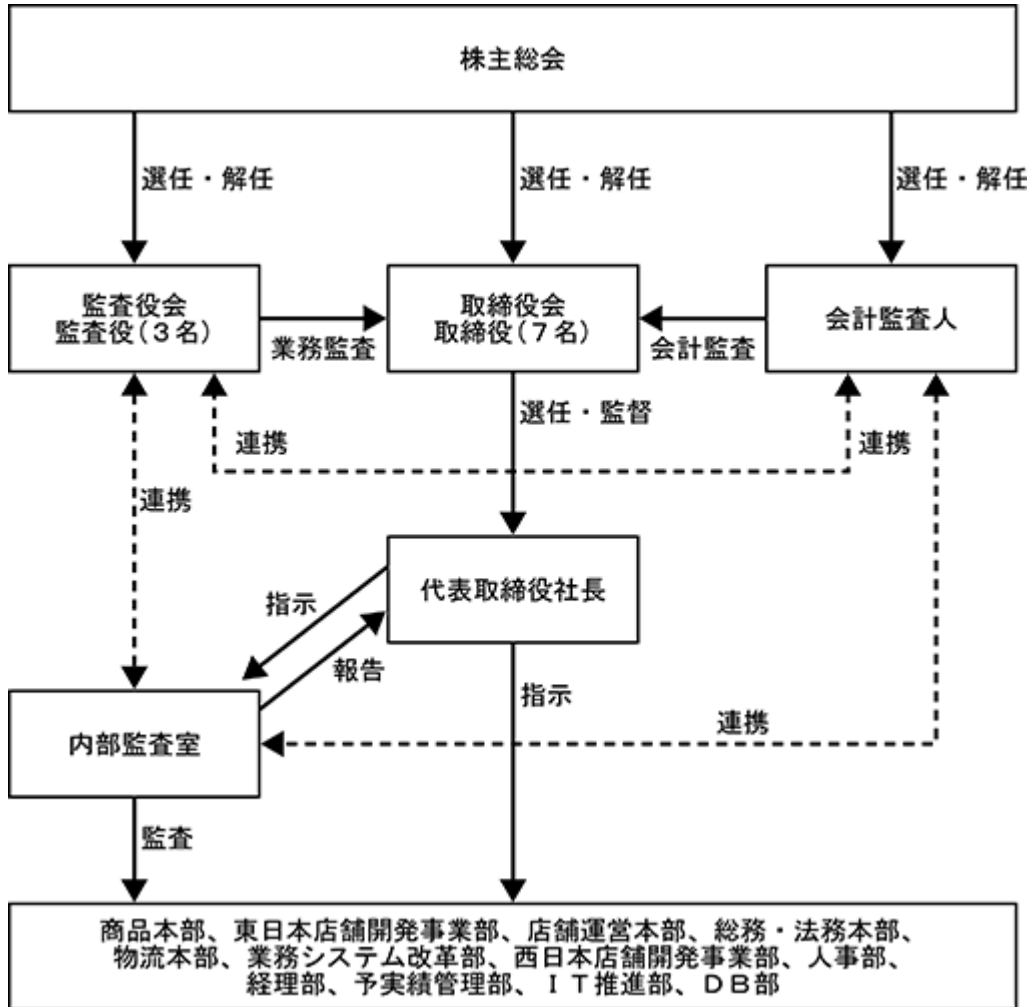 株主総会
選任・解任
選任・解任
選任・解任
監査役会
監査役(３名)
業務監査
取締役会
取締役(７名)
会計監査
会計監査人
選任・監督
連携
連携
連携
代表取締役社長
指示
報告
指示
連携
内部監査室
監査
商品本部、東日本店舗開発事業部、店舗運営本部、総務・法務本部、
物流本部、業務システム改革部、西日本店舗開発事業部、人事部、
経理部、予実績管理部、ＩＴ推進部、ＤＢ部